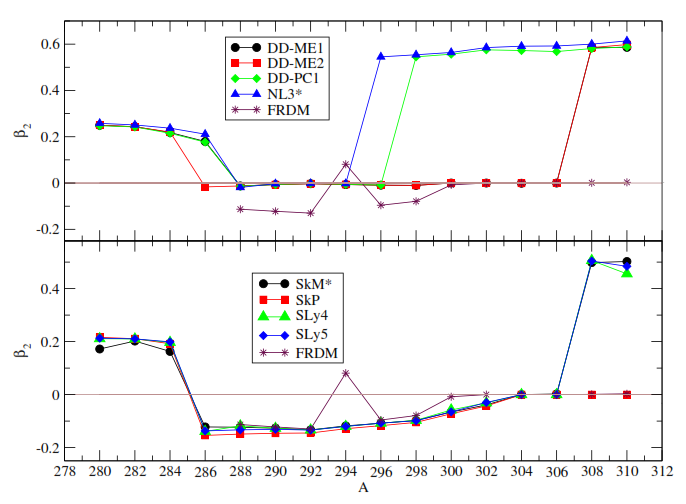 0.6
0.4
0.2
0
-0.2
β2
DD-ME1
DD-ME2
DD-PC1
NL3*
FRDM
0.4
0.2
0
-0.2
β2
SkM*
SkP
SLy4
SLy5
FRDM
278 280 282 284 286 288 290 292 294 296 298 300 302 304 306 308 310 312
A